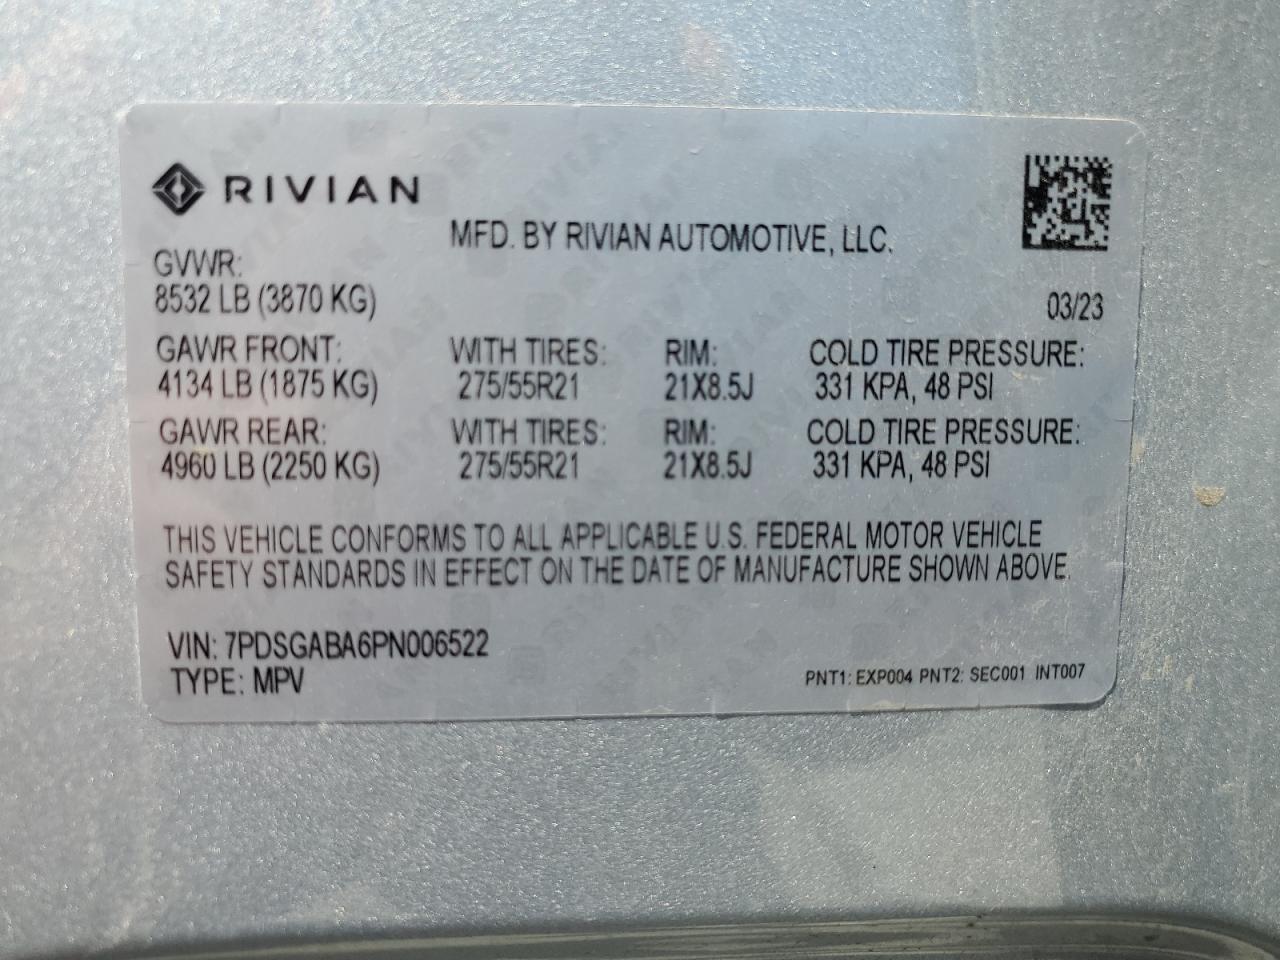 RIVIAN
MFD. BY RIVIAN AUTOMOTIVE, LLC.
GVWR:
8532 LB (3870 KG)
03/23
GAWR FRONT: WITH TIRES: RIM: COLD TIRE PRESSURE:
4134 LB (1875 KG) 275/55R21 21X8.5J 331 KPA, 48 PSI
GAWR REAR: WITH TIRES: RIM: COLD TIRE PRESSURE:
4960 LB (2250 KG) 275/55R21 21X8.5J 331 KPA, 48 PSI
THIS VEHICLE CONFORMS TO ALL APPLICABLE U.S. FEDERAL MOTOR VEHICLE
SAFETY STANDARDS IN EFFECT ON THE DATE OF MANUFACTURE SHOWN ABOVE.
VIN: 7PDSGABA6PN006522
TYPE: MPV
PNT1: EXP004 PNT2: SEC001 INT007